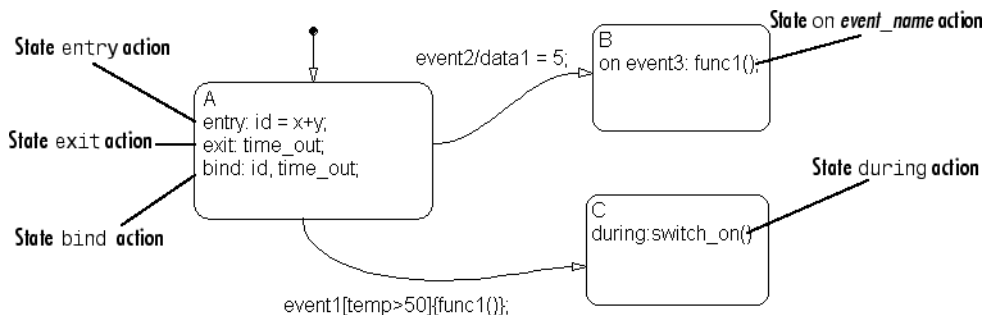 State entry action
State exit action
State bind action
A
entry: id = x+y;
exit: time_out;
bind: id, time_out;
event2/data1 = 5;
State on event_name action
B
on event3: func1();
State during action
C
during:switch_on()
event1[temp>50]{func1()};